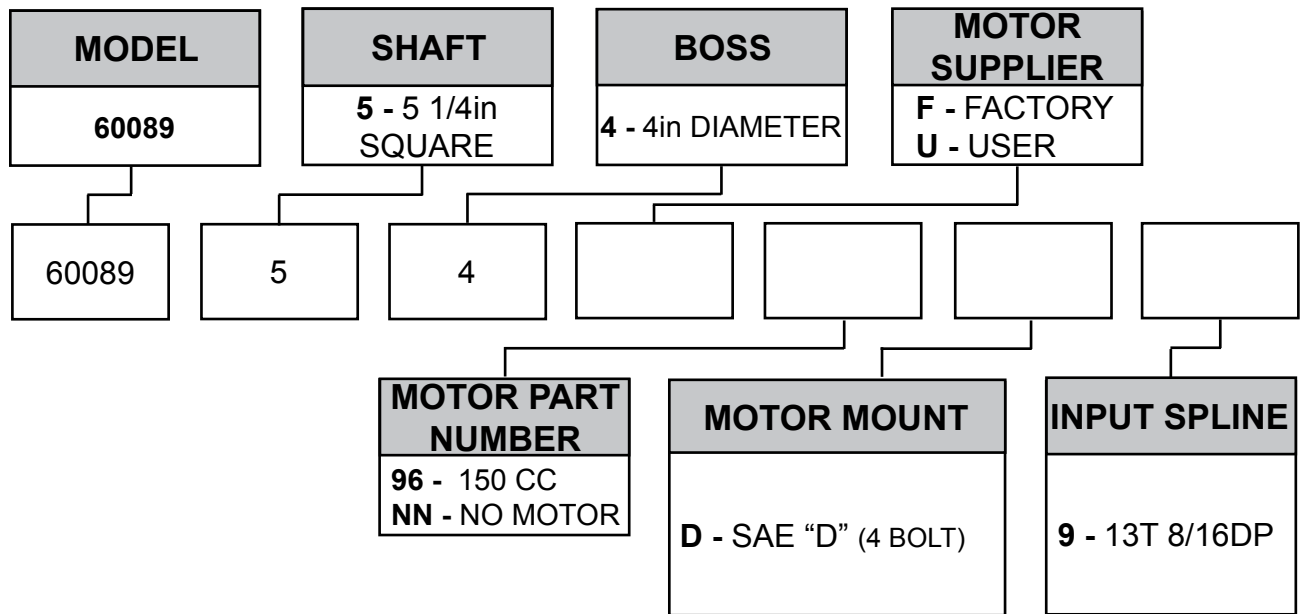 MODEL
60089
SHAFT
5 - 5 1/4in
SQUARE
BOSS
4 - 4in DIAMETER
MOTOR
SUPPLIER
F - FACTORY
U - USER
60089
5
4
MOTOR PART
NUMBER
96 - 150 CC
NN - NO MOTOR
MOTOR MOUNT
D - SAE “D” (4 BOLT)
INPUT SPLINE
9 - 13T 8/16DP